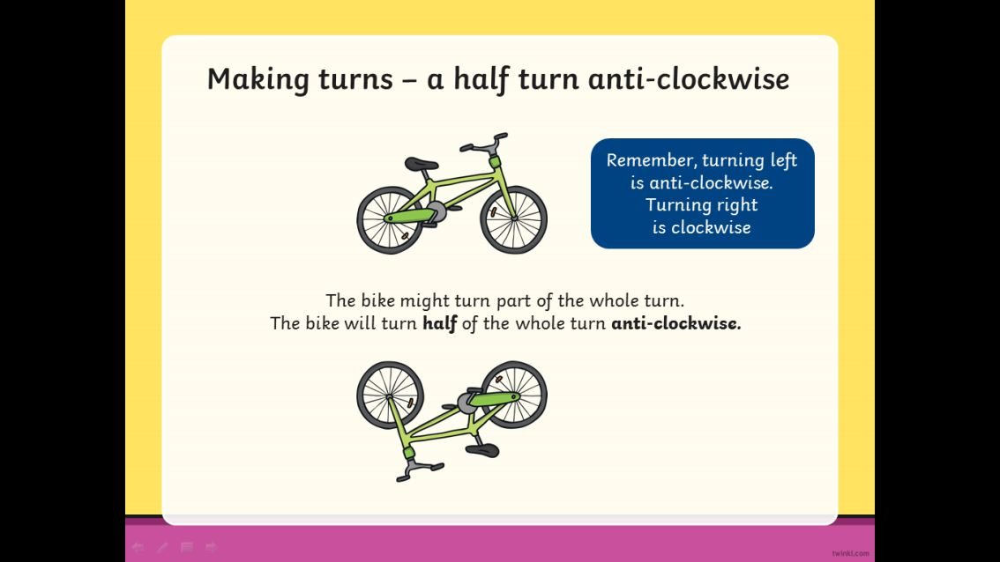 Making turns – a half turn anti-clockwise
Remember, turning left
is anti-clockwise.
Turning right
is clockwise
The bike might turn part of the whole turn.
The bike will turn half of the whole turn anti-clockwise.
twinkl.com